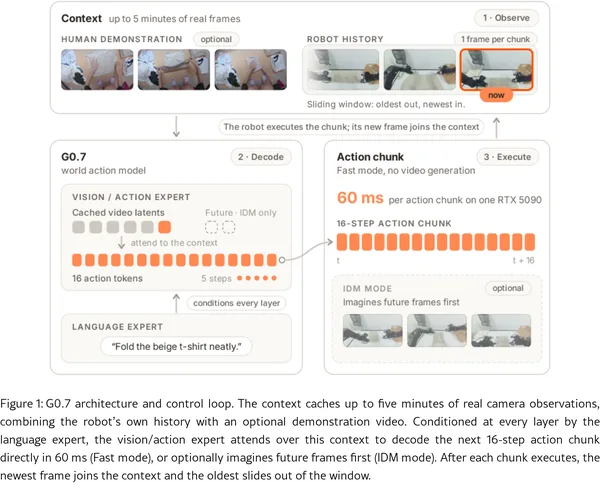 Context up to 5 minutes of real frames
1 · Observe
HUMAN DEMONSTRATION
optional
ROBOT HISTORY
1 frame per chunk
now
Sliding window: oldest out, newest in.
The robot executes the chunk; its new frame joins the context
G0.7
2 · Decode
world action model
VISION / ACTION EXPERT
Cached video latents
Future · IDM only
attend to the context
16 action tokens
5 steps
conditions every layer
LANGUAGE EXPERT
“Fold the beige t-shirt neatly.”
Action chunk
3 · Execute
Fast mode, no video generation
60 ms per action chunk on one RTX 5090
16-STEP ACTION CHUNK
t
t + 16
IDM MODE
optional
Imagines future frames first
Figure 1: G0.7 architecture and control loop. The context caches up to five minutes of real camera observations,
combining the robot’s own history with an optional demonstration video. Conditioned at every layer by the
language expert, the vision/action expert attends over this context to decode the next 16-step action chunk
directly in 60 ms (Fast mode), or optionally imagines future frames first (IDM mode). After each chunk executes, the
newest frame joins the context and the oldest slides out of the window.